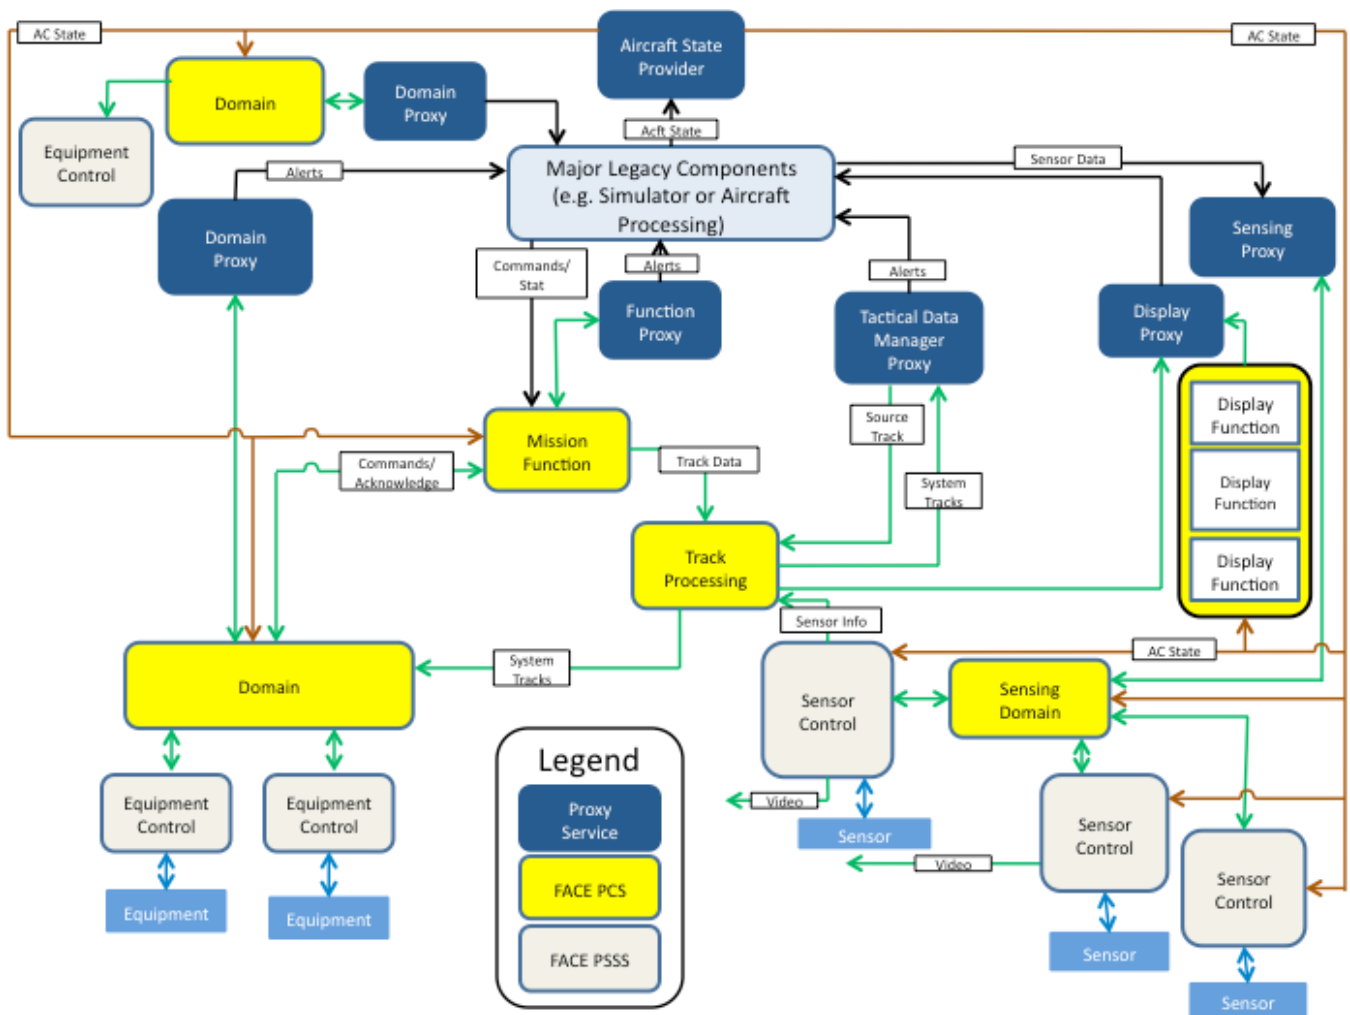 AC State
Aircraft State
Provider
AC State
Domain
Domain
Proxy
Equipment
Control
Acft State
Major Legacy Components
(e.g. Simulator or Aircraft
Processing)
Sensor Data
Alerts
Domain
Proxy
Sensing
Proxy
Commands/
Stat
Alerts
Alerts
Function
Proxy
Tactical Data
Manager
Proxy
Display
Proxy
Display
Function
Display
Function
Display
Function
Source
Track
System
Tracks
Mission
Function
Commands/
Acknowledge
Track Data
Track
Processing
Sensor Info
AC State
System
Tracks
Domain
Sensor
Control
Sensing
Domain
Equipment
Control
Equipment
Control
Equipment
Equipment
Legend
Proxy
Service
FACE PCS
FACE PSSS
Video
Sensor
Video
Sensor
Control
Sensor
Control
Sensor
Sensor